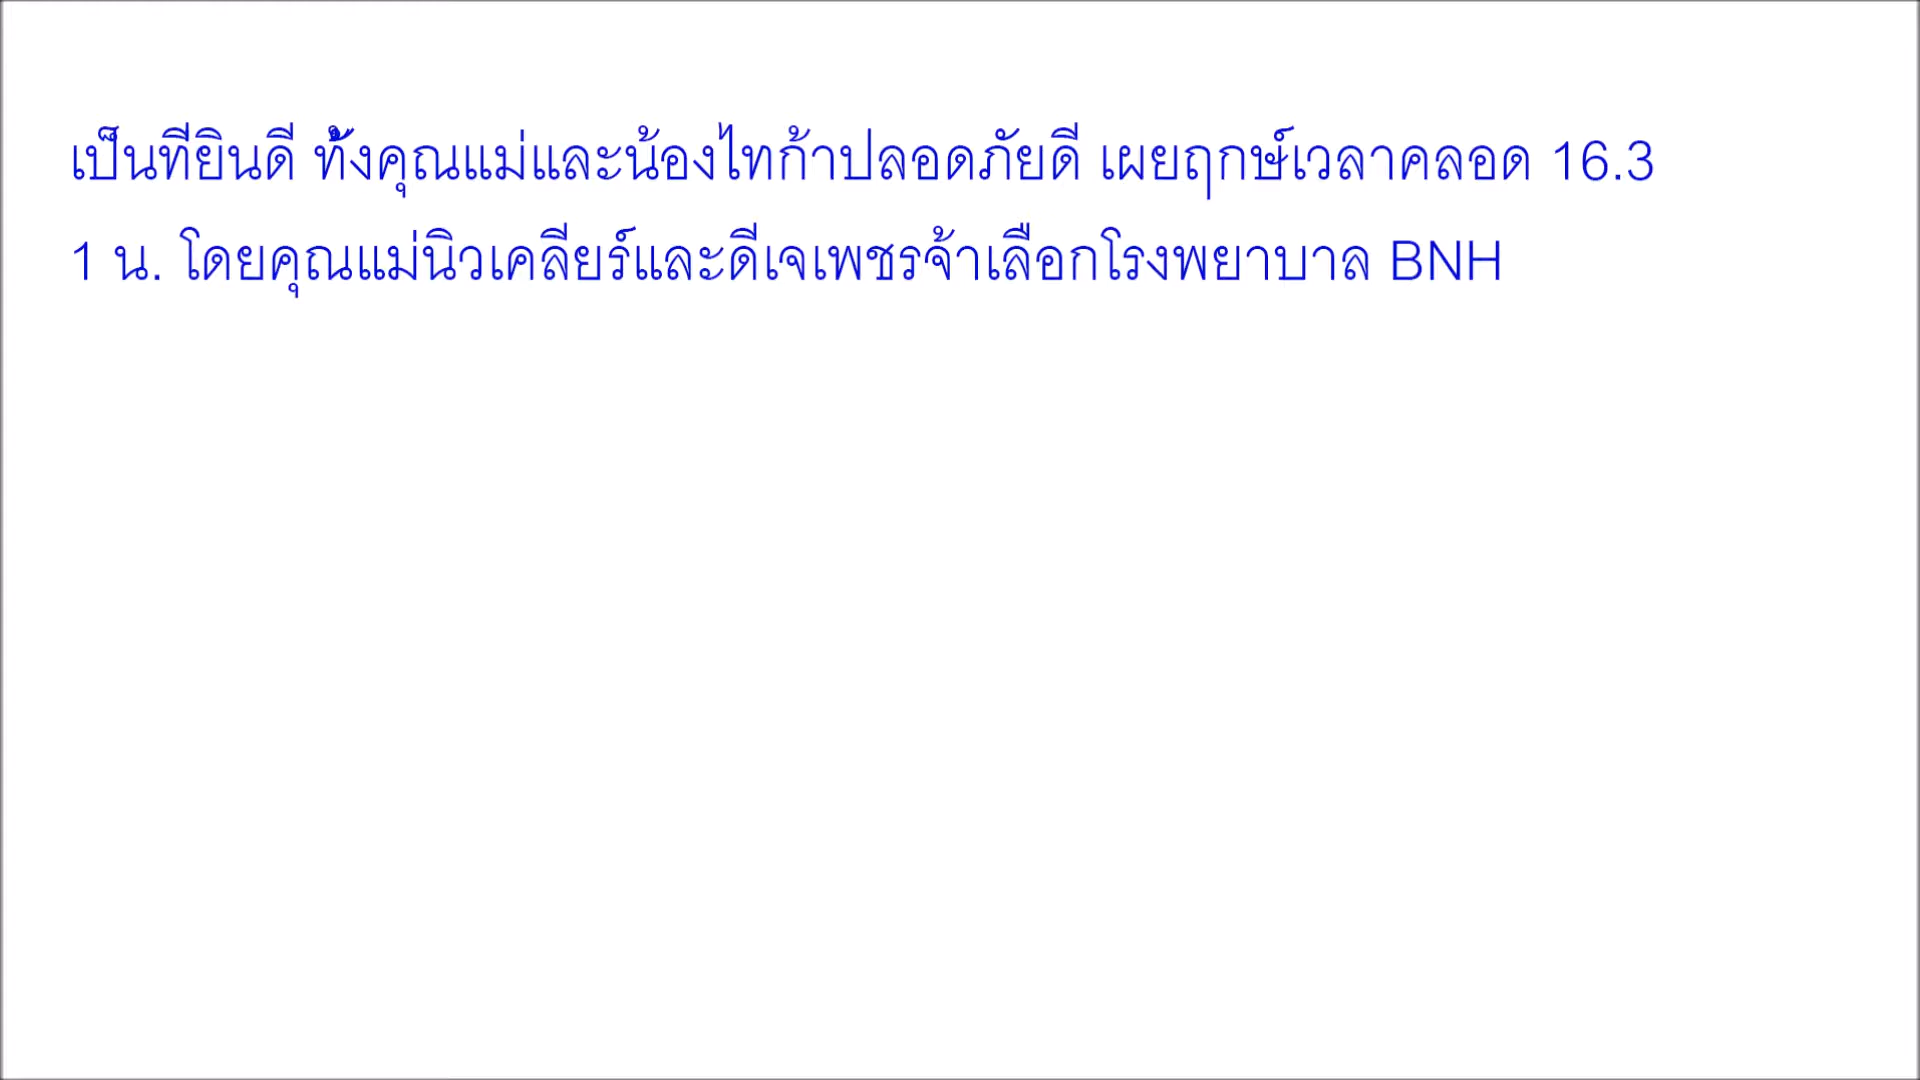 เป็นที่ยินดี ทั้งคุณแม่และน้องไทก้าปลอดภัยดี เผยฤกษ์เวลาคลอด 16.3
1 น. โดยคุณแม่นิวเคลียร์และดีเจเพชรจ้าเลือกโรงพยาบาล BNH